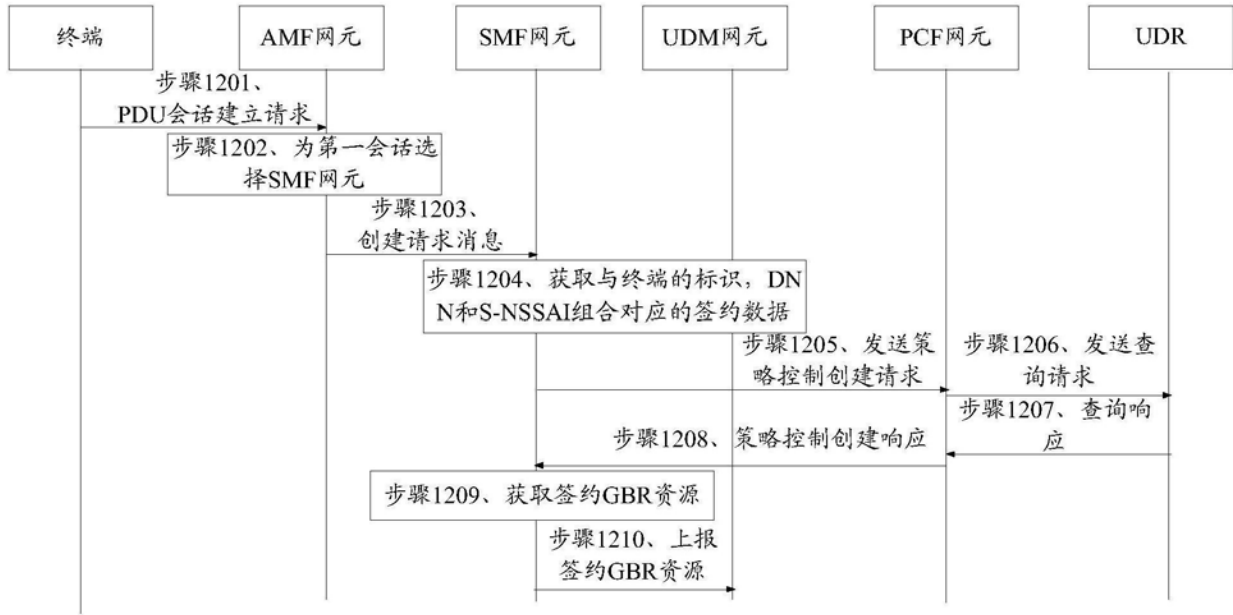 终端
AMF网元
SMF网元
UDM网元
PCF网元
UDR
步骤1201、
PDU会话建立请求
步骤1202、为第一会话选
择SMF网元
步骤1203、
创建请求消息
步骤1204、获取与终端的标识，DN
N和S-NSSAI组合对应的签约数据
步骤1205、发送策
略控制创建请求
步骤1206、发送查
询请求
步骤1207、查询响
应
步骤1208、策略控制创建响应
步骤1209、获取签约GBR资源
步骤1210、上报
签约GBR资源